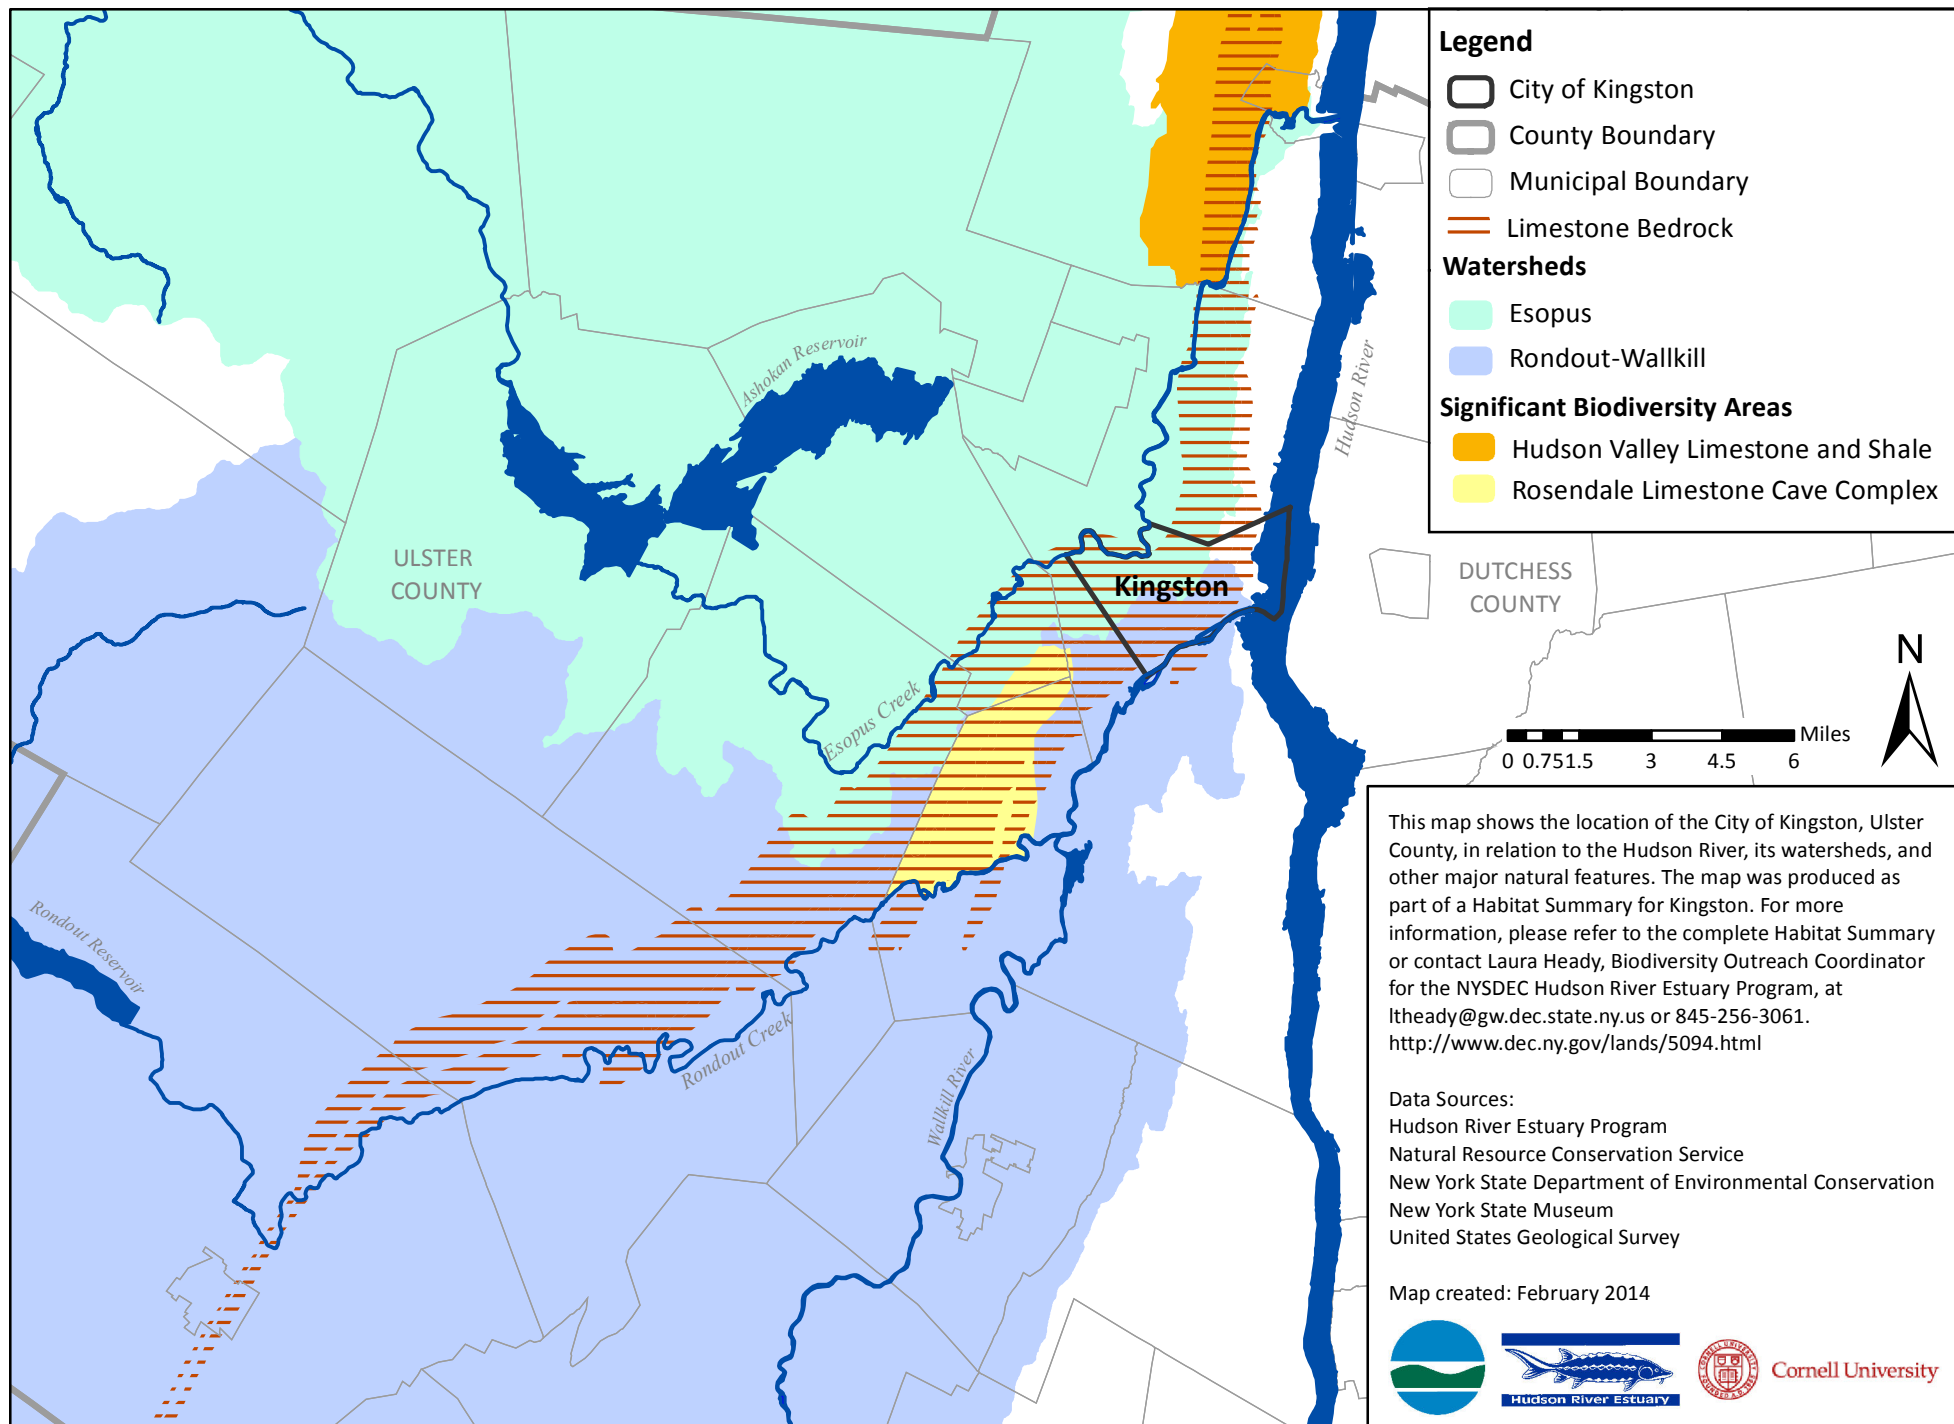 Legend
City of Kingston
County Boundary
Municipal Boundary
Limestone Bedrock
Watersheds
Esopus
Rondout-Wallkill
Significant Biodiversity Areas
Hudson Valley Limestone and Shale
Rosendale Limestone Cave Complex
Ashokan Reservoir
Hudson River
ULSTER
COUNTY
Kingston
DUTCHESS
COUNTY
N
Esopus Creek
Miles
0 0.75 1.5 3 4.5 6
Rondout Reservoir
Rondout Creek
Wallkill River
This map shows the location of the City of Kingston, Ulster
County, in relation to the Hudson River, its watersheds, and
other major natural features. The map was produced as
part of a Habitat Summary for Kingston. For more
information, please refer to the complete Habitat Summary
or contact Laura Heady, Biodiversity Outreach Coordinator
for the NYSDEC Hudson River Estuary Program, at
ltheady@gw.dec.state.ny.us or 845-256-3061.
http://www.dec.ny.gov/lands/5094.html
Data Sources:
Hudson River Estuary Program
Natural Resource Conservation Service
New York State Department of Environmental Conservation
New York State Museum
United States Geological Survey
Map created: February 2014
Hudson River Estuary
CORNELL UNIVERSITY
FOUNDED A.D. 1865
Cornell University